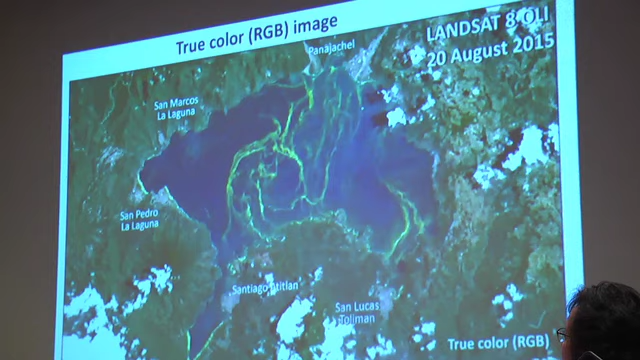 True color (RGB) image
LANDSAT 8 OLI
20 August 2015
Panajachel
San Marcos
La Laguna
San Pedro
La Laguna
Santiago Atitlan
San Lucas
Toliman
True color (RGB)